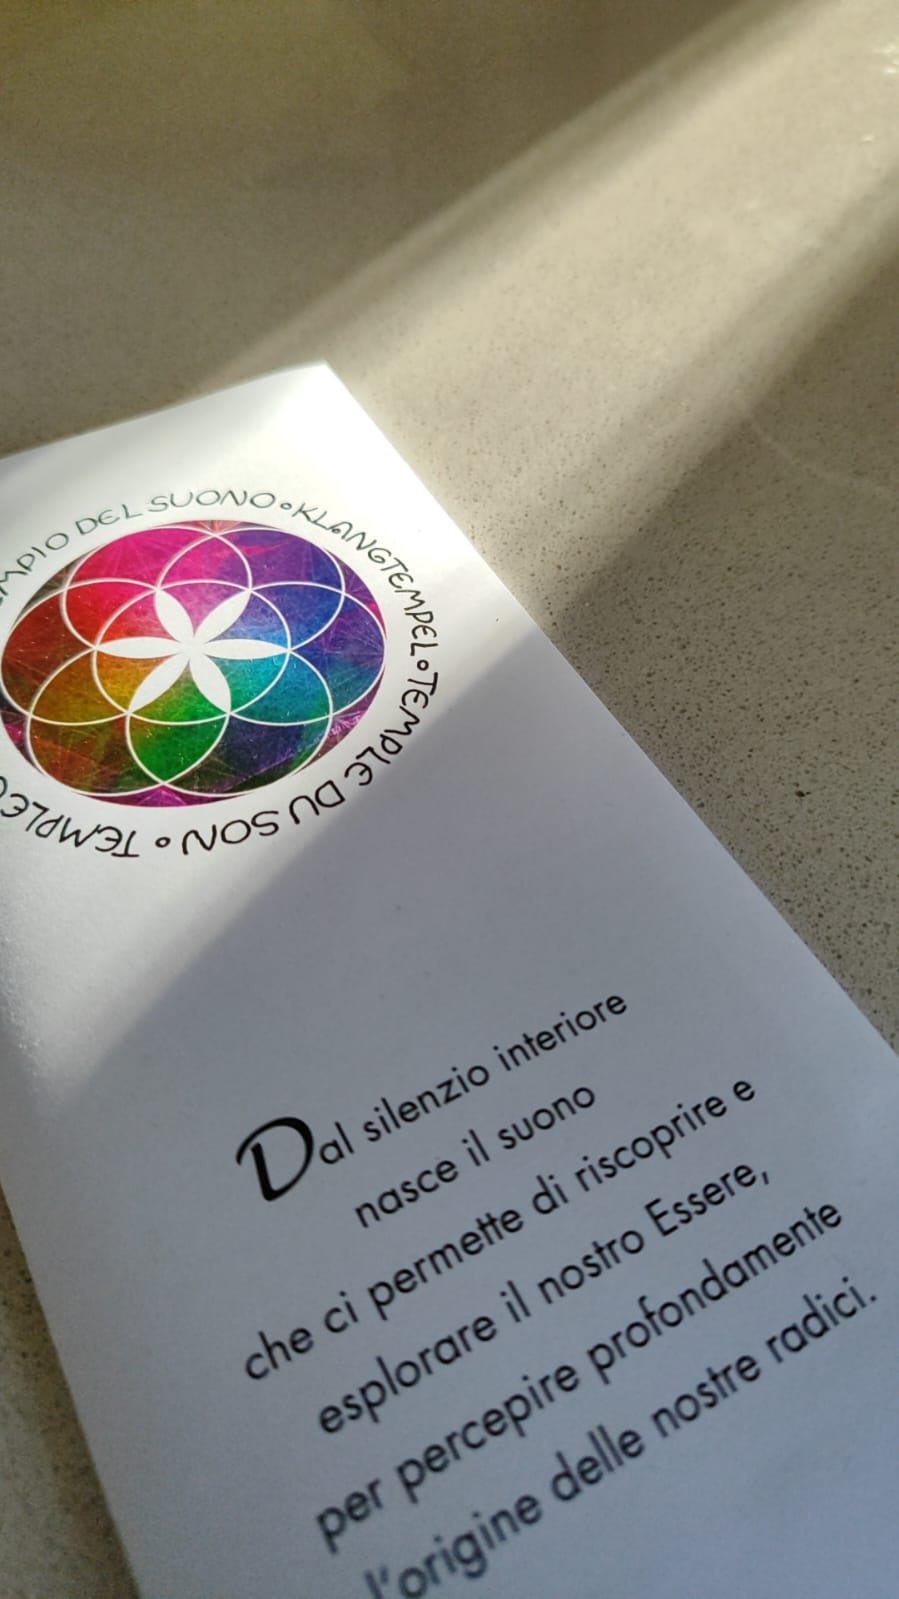 TEMPIO DEL SUONO • KLANGTEMPEL • TEMPLE DU SON • TEMPLE
Dal silenzio interiore
nasce il suono
che ci permette di riscoprire e
esplorare il nostro Essere,
per percepire profondamente
l'origine delle nostre radici.